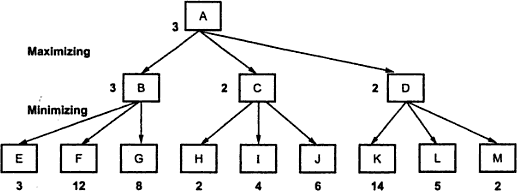 A
3
Maximizing
3 B 2 C 2 D
Minimizing
E F G H I J K L M
3 12 8 2 4 6 14 5 2